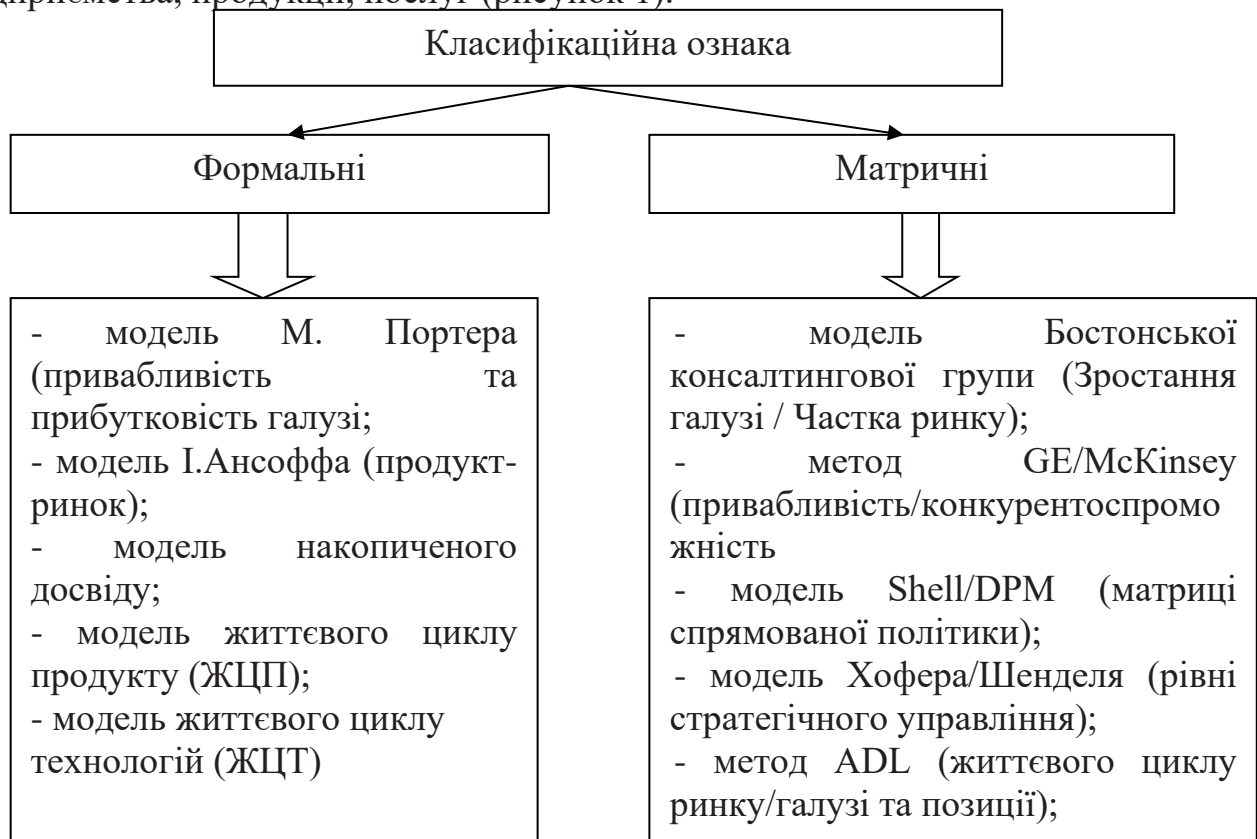 продукції, послуг (рисунок 1).
Класифікаційна ознака
Формальні
Матричні
- модель М. Портера
(привабливість та
прибутковість галузі;
- модель І.Ансоффа (продукт-
ринок);
- модель накопиченого
досвіду;
- модель життєвого циклу
продукту (ЖЦП);
- модель життєвого циклу
технологій (ЖЦТ)
- модель Бостонської
консалтингової групи (Зростання
галузі / Частка ринку);
- метод GE/McKinsey
(привабливість/конкурентоспромо
жність
- модель Shell/DPM (матриці
спрямованої політики);
- модель Хофера/Шенделя (рівні
стратегічного управління);
- метод ADL (життєвого циклу
ринку/галузі та позиції);